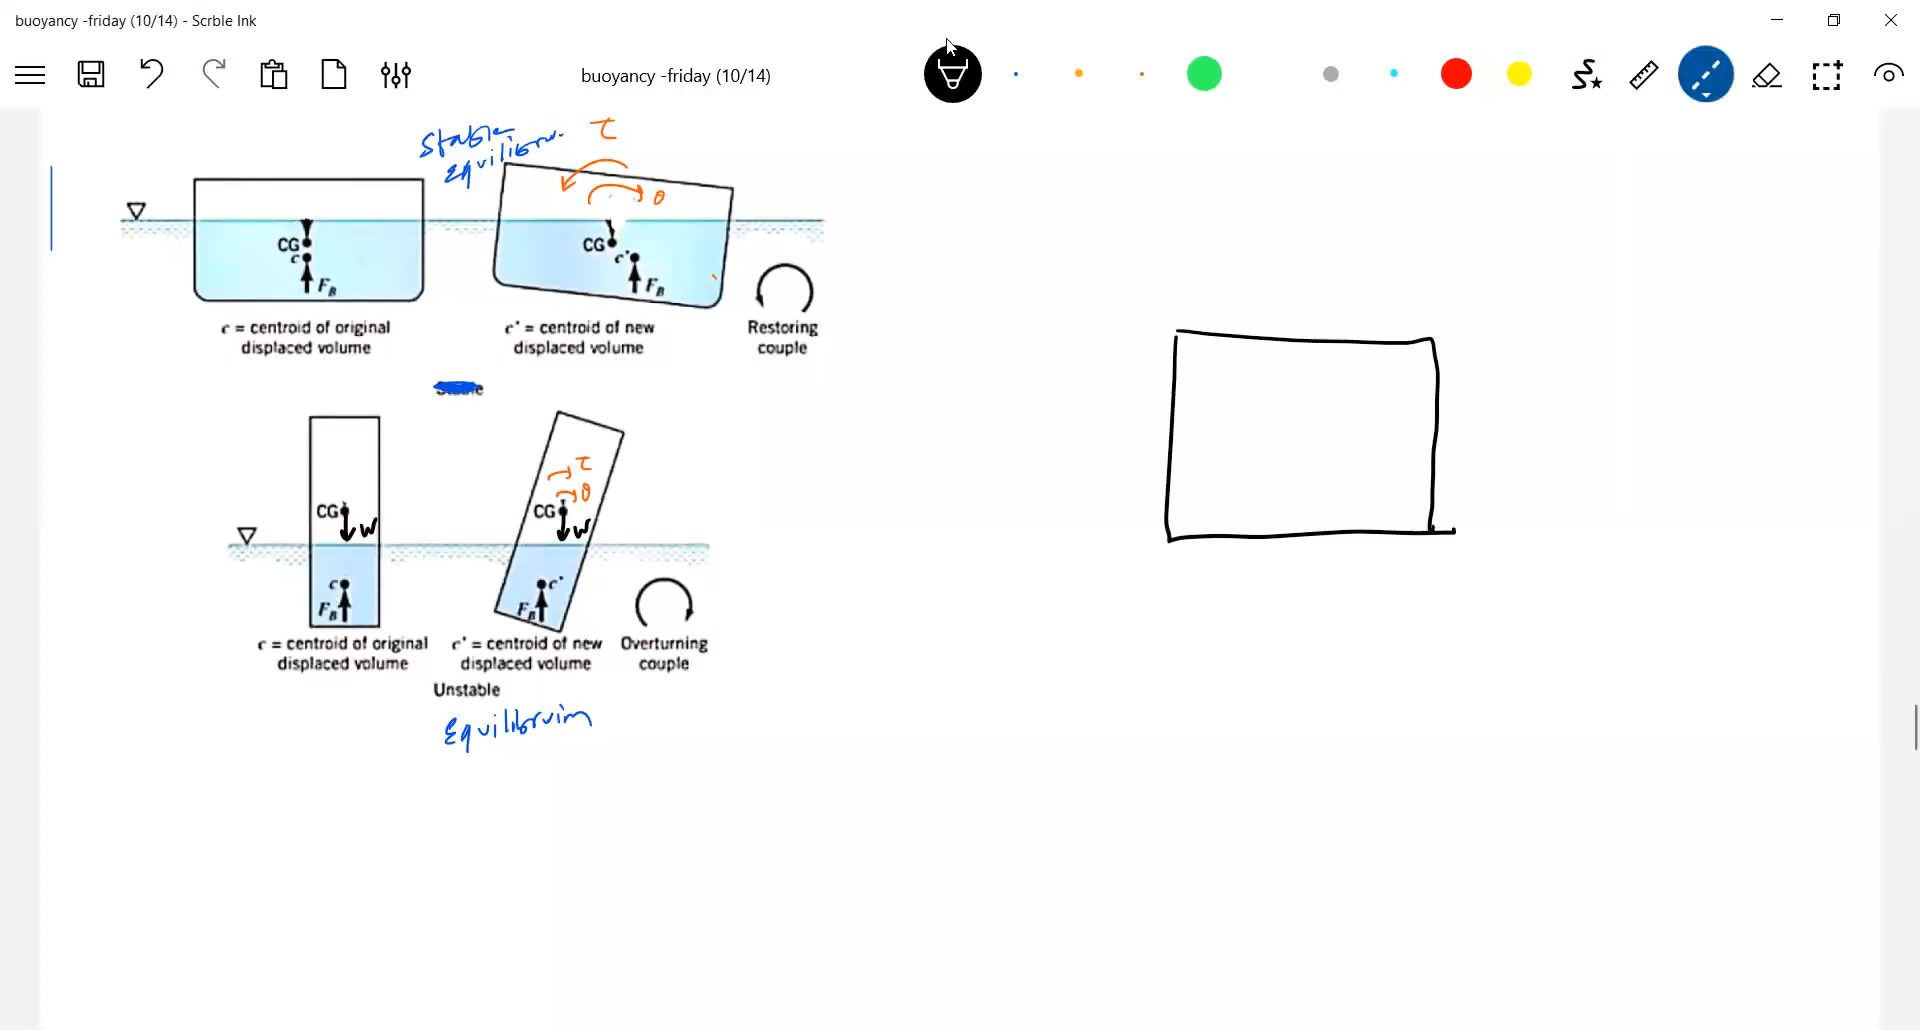 buoyancy -friday (10/14) - Scrble Ink
buoyancy -friday (10/14)
Stable
τ
θ
CG
c
F_B
CG
c'
F_B
c = centroid of original
displaced volume
c' = centroid of new
displaced volume
Restoring
couple
τ
θ
CG
W
CG
W
c
F_B
c'
F_B
c = centroid of original
displaced volume
c' = centroid of new
displaced volume
Overturning
couple
Unstable